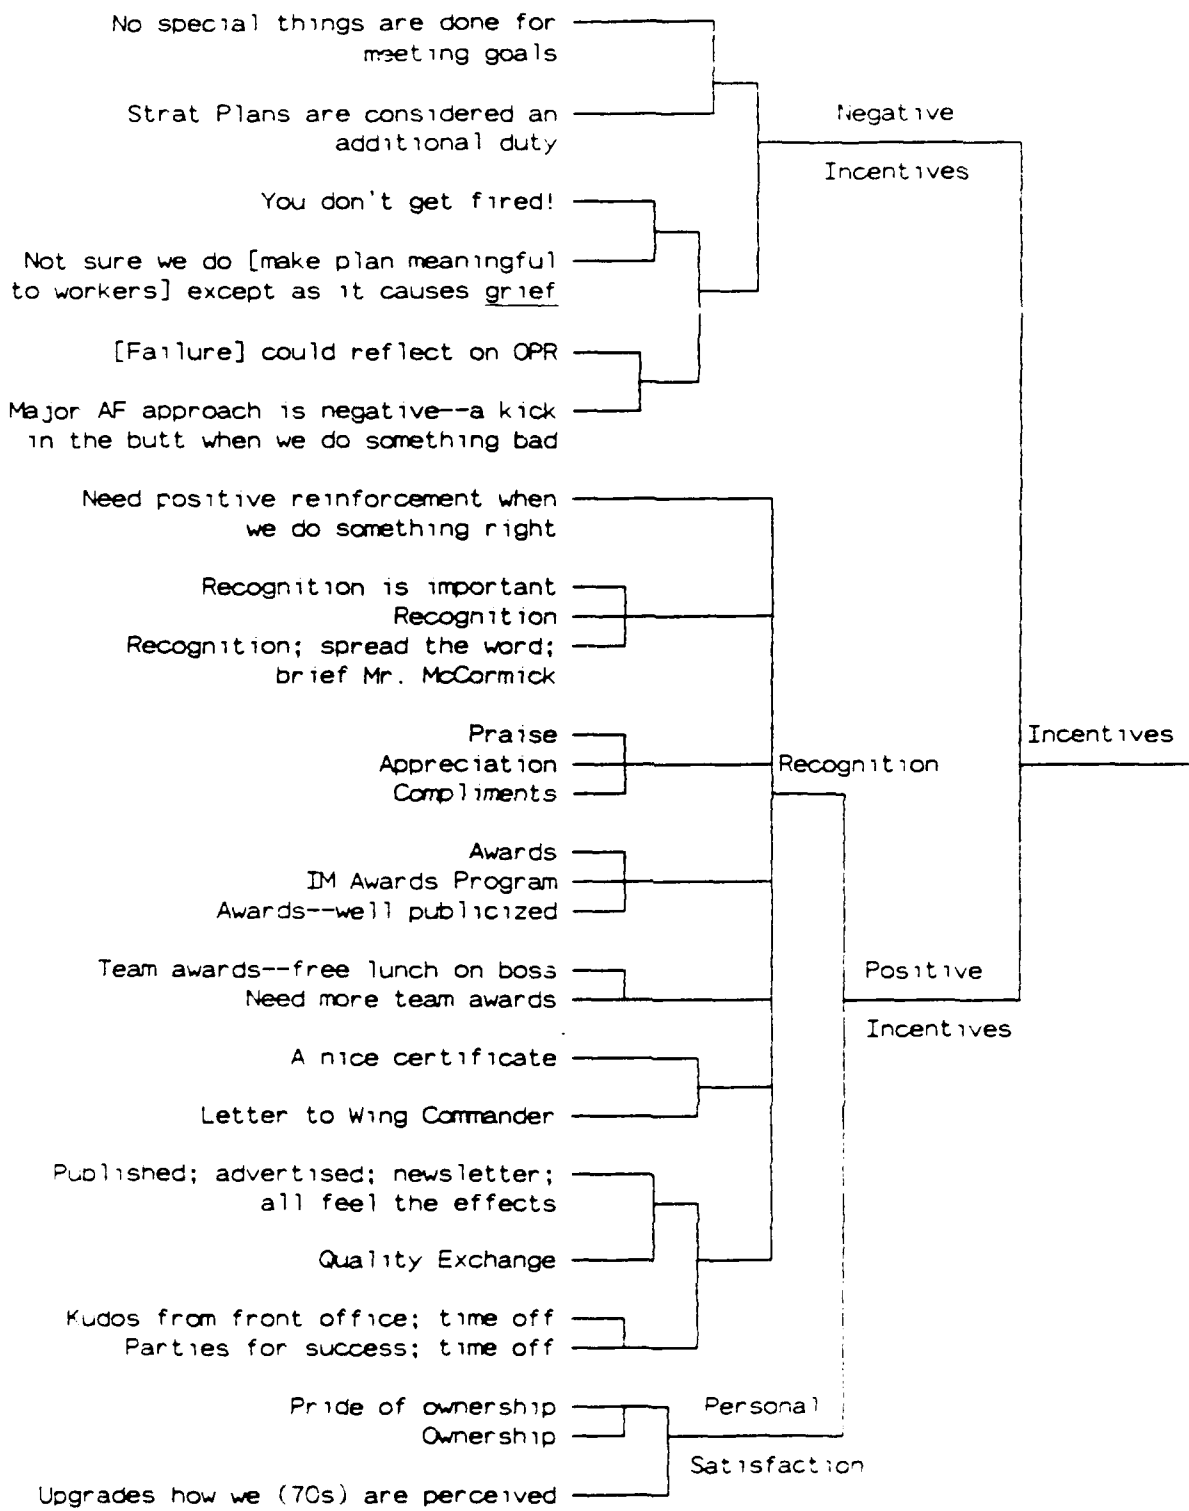 No special things are done for
meeting goals
Strat Plans are considered an
additional duty
Negative
Incentives
You don't get fired!
Not sure we do [make plan meaningful
to workers] except as it causes grief
[Failure] could reflect on OPR
Major AF approach is negative--a kick
in the butt when we do something bad
Need positive reinforcement when
we do something right
Recognition is important
Recognition
Recognition; spread the word;
brief Mr. McCormick
Praise
Appreciation
Compliments
Recognition
Incentives
Awards
IM Awards Program
Awards--well publicized
Team awards--free lunch on boss
Need more team awards
Positive
Incentives
A nice certificate
Letter to Wing Commander
Published; advertised; newsletter;
all feel the effects
Quality Exchange
Kudos from front office; time off
Parties for success; time off
Pride of ownership
Ownership
Personal
Satisfaction
Upgrades how we (70s) are perceived